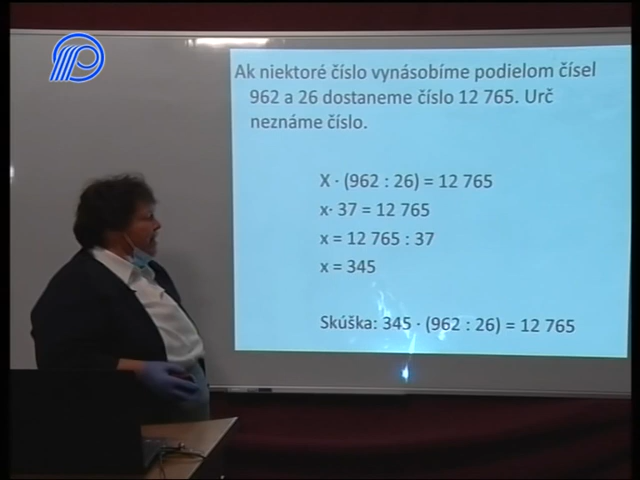 Ak niektoré číslo vynásobíme podielom čísel
962 a 26 dostaneme číslo 12 765. Urč
neznáme číslo.
X · (962 : 26) = 12 765
x· 37 = 12 765
x = 12 765 : 37
x = 345
Skúška: 345 · (962 : 26) = 12 765